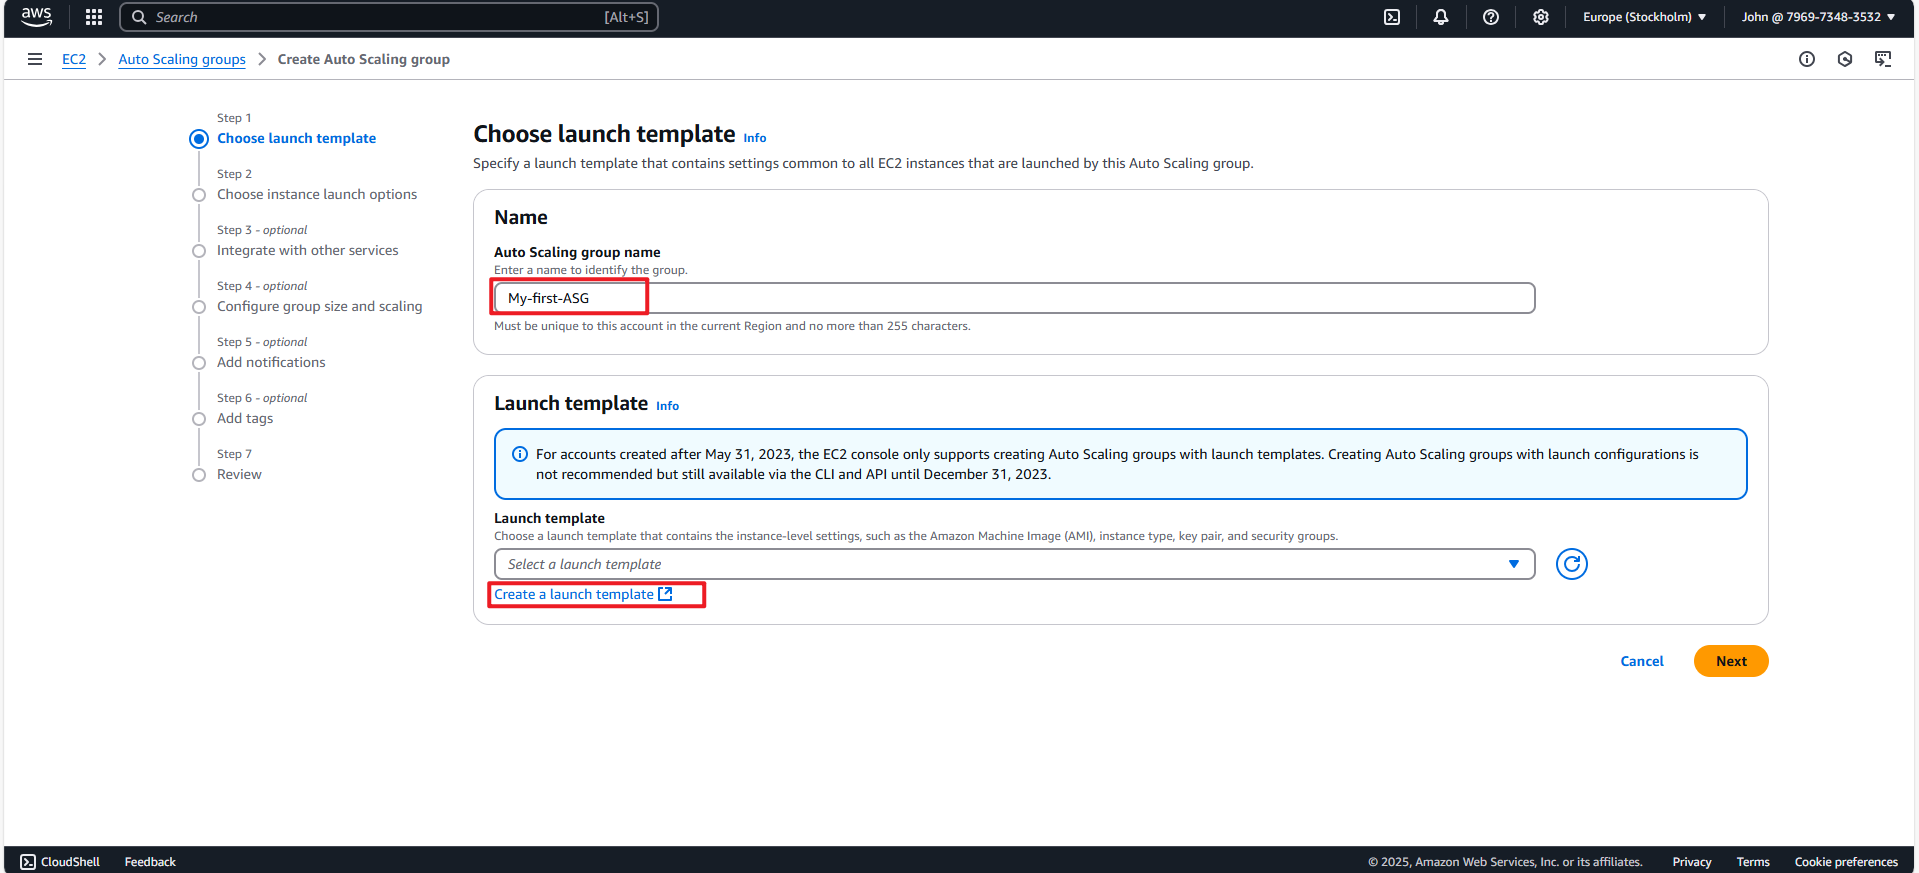 aws
Search
[Alt+S]
Europe (Stockholm)
John @ 7969-7348-3532
EC2
Auto Scaling groups
Create Auto Scaling group
Step 1
Choose launch template
Step 2
Choose instance launch options
Step 3 - optional
Integrate with other services
Step 4 - optional
Configure group size and scaling
Step 5 - optional
Add notifications
Step 6 - optional
Add tags
Step 7
Review
Choose launch template Info
Specify a launch template that contains settings common to all EC2 instances that are launched by this Auto Scaling group.
Name
Auto Scaling group name
Enter a name to identify the group.
My-first-ASG
Must be unique to this account in the current Region and no more than 255 characters.
Launch template Info
For accounts created after May 31, 2023, the EC2 console only supports creating Auto Scaling groups with launch templates. Creating Auto Scaling groups with launch configurations is
not recommended but still available via the CLI and API until December 31, 2023.
Launch template
Choose a launch template that contains the instance-level settings, such as the Amazon Machine Image (AMI), instance type, key pair, and security groups.
Select a launch template
Create a launch template
Cancel
Next
CloudShell
Feedback
© 2025, Amazon Web Services, Inc. or its affiliates.
Privacy
Terms
Cookie preferences